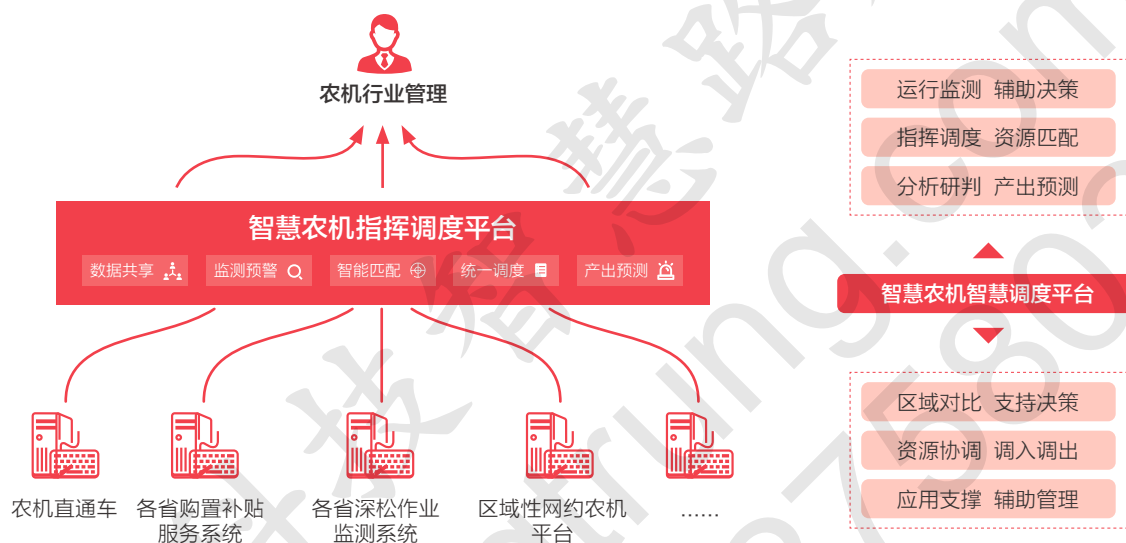 农机行业管理
智慧农机指挥调度平台
数据共享 监测预警 智能匹配 统一调度 产出预测
农机直通车
各省购置补贴
服务系统
各省深松作业
监测系统
区域性网约农机
平台
……
运行监测 辅助决策
指挥调度 资源匹配
分析研判 产出预测
智慧农机智慧调度平台
区域对比 支持决策
资源协调 调入调出
应用支撑 辅助管理